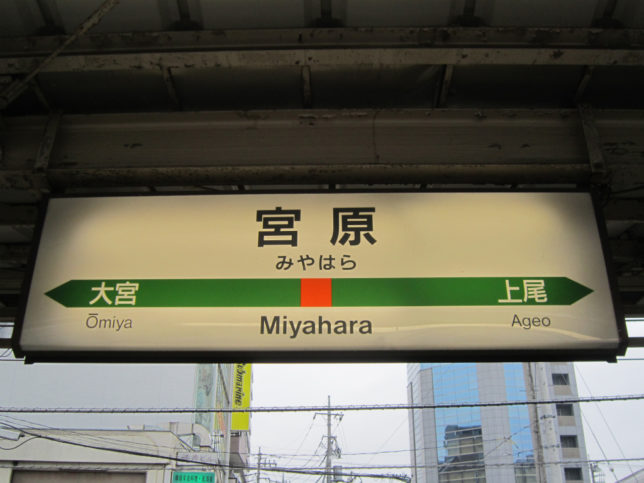 宮原
みやはら
大宮
上尾
Ōmiya
Miyahara
Ageo